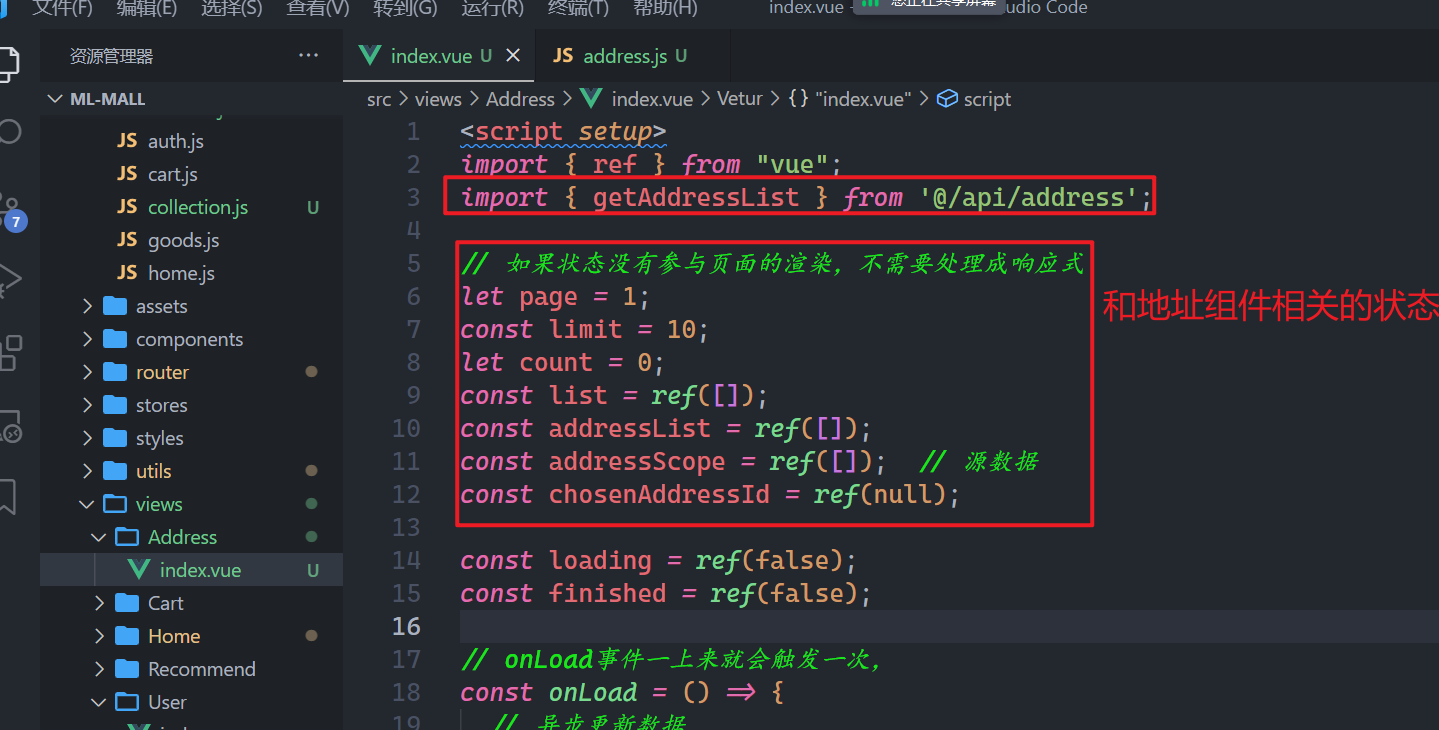 文件(F) 编辑(E) 选择(S) 查看(V) 转到(G) 运行(R) 终端(T) 帮助(H) index.vue - 您正在共享屏幕 udio Code
资源管理器 ··· index.vue U × JS address.js U
ML-MALL
src > views > Address > index.vue > Vetur > {} "index.vue" > script
JS auth.js
JS cart.js
JS collection.js U
JS goods.js
JS home.js
assets
components
router
stores
styles
utils
views
Address
index.vue U
Cart
Home
Recommend
User
7
1 <script setup>
2 import { ref } from "vue";
3 import { getAddressList } from '@/api/address';
4
5 // 如果状态没有参与页面的渲染，不需要处理成响应式
6 let page = 1;
7 const limit = 10;
8 let count = 0;
9 const list = ref([]);
10 const addressList = ref([]);
11 const addressScope = ref([]); // 源数据
12 const chosenAddressId = ref(null);
13
14 const loading = ref(false);
15 const finished = ref(false);
16
17 // onLoad事件一上来就会触发一次，
18 const onLoad = () => {
19 // 异步更新数据
和地址组件相关的状态